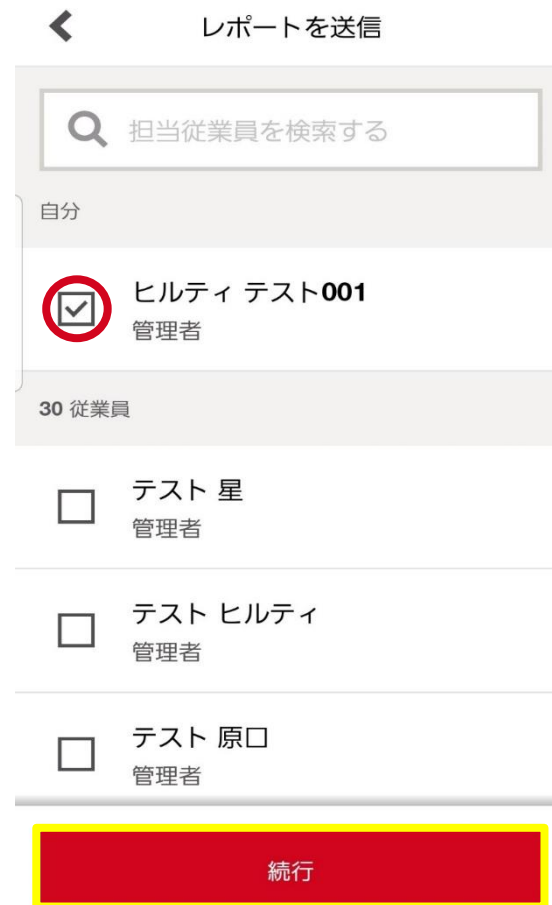 レポートを送信
担当従業員を検索する
自分
ヒルティ テスト001
管理者
30 従業員
テスト 星
管理者
テスト ヒルティ
管理者
テスト 原口
管理者
続行